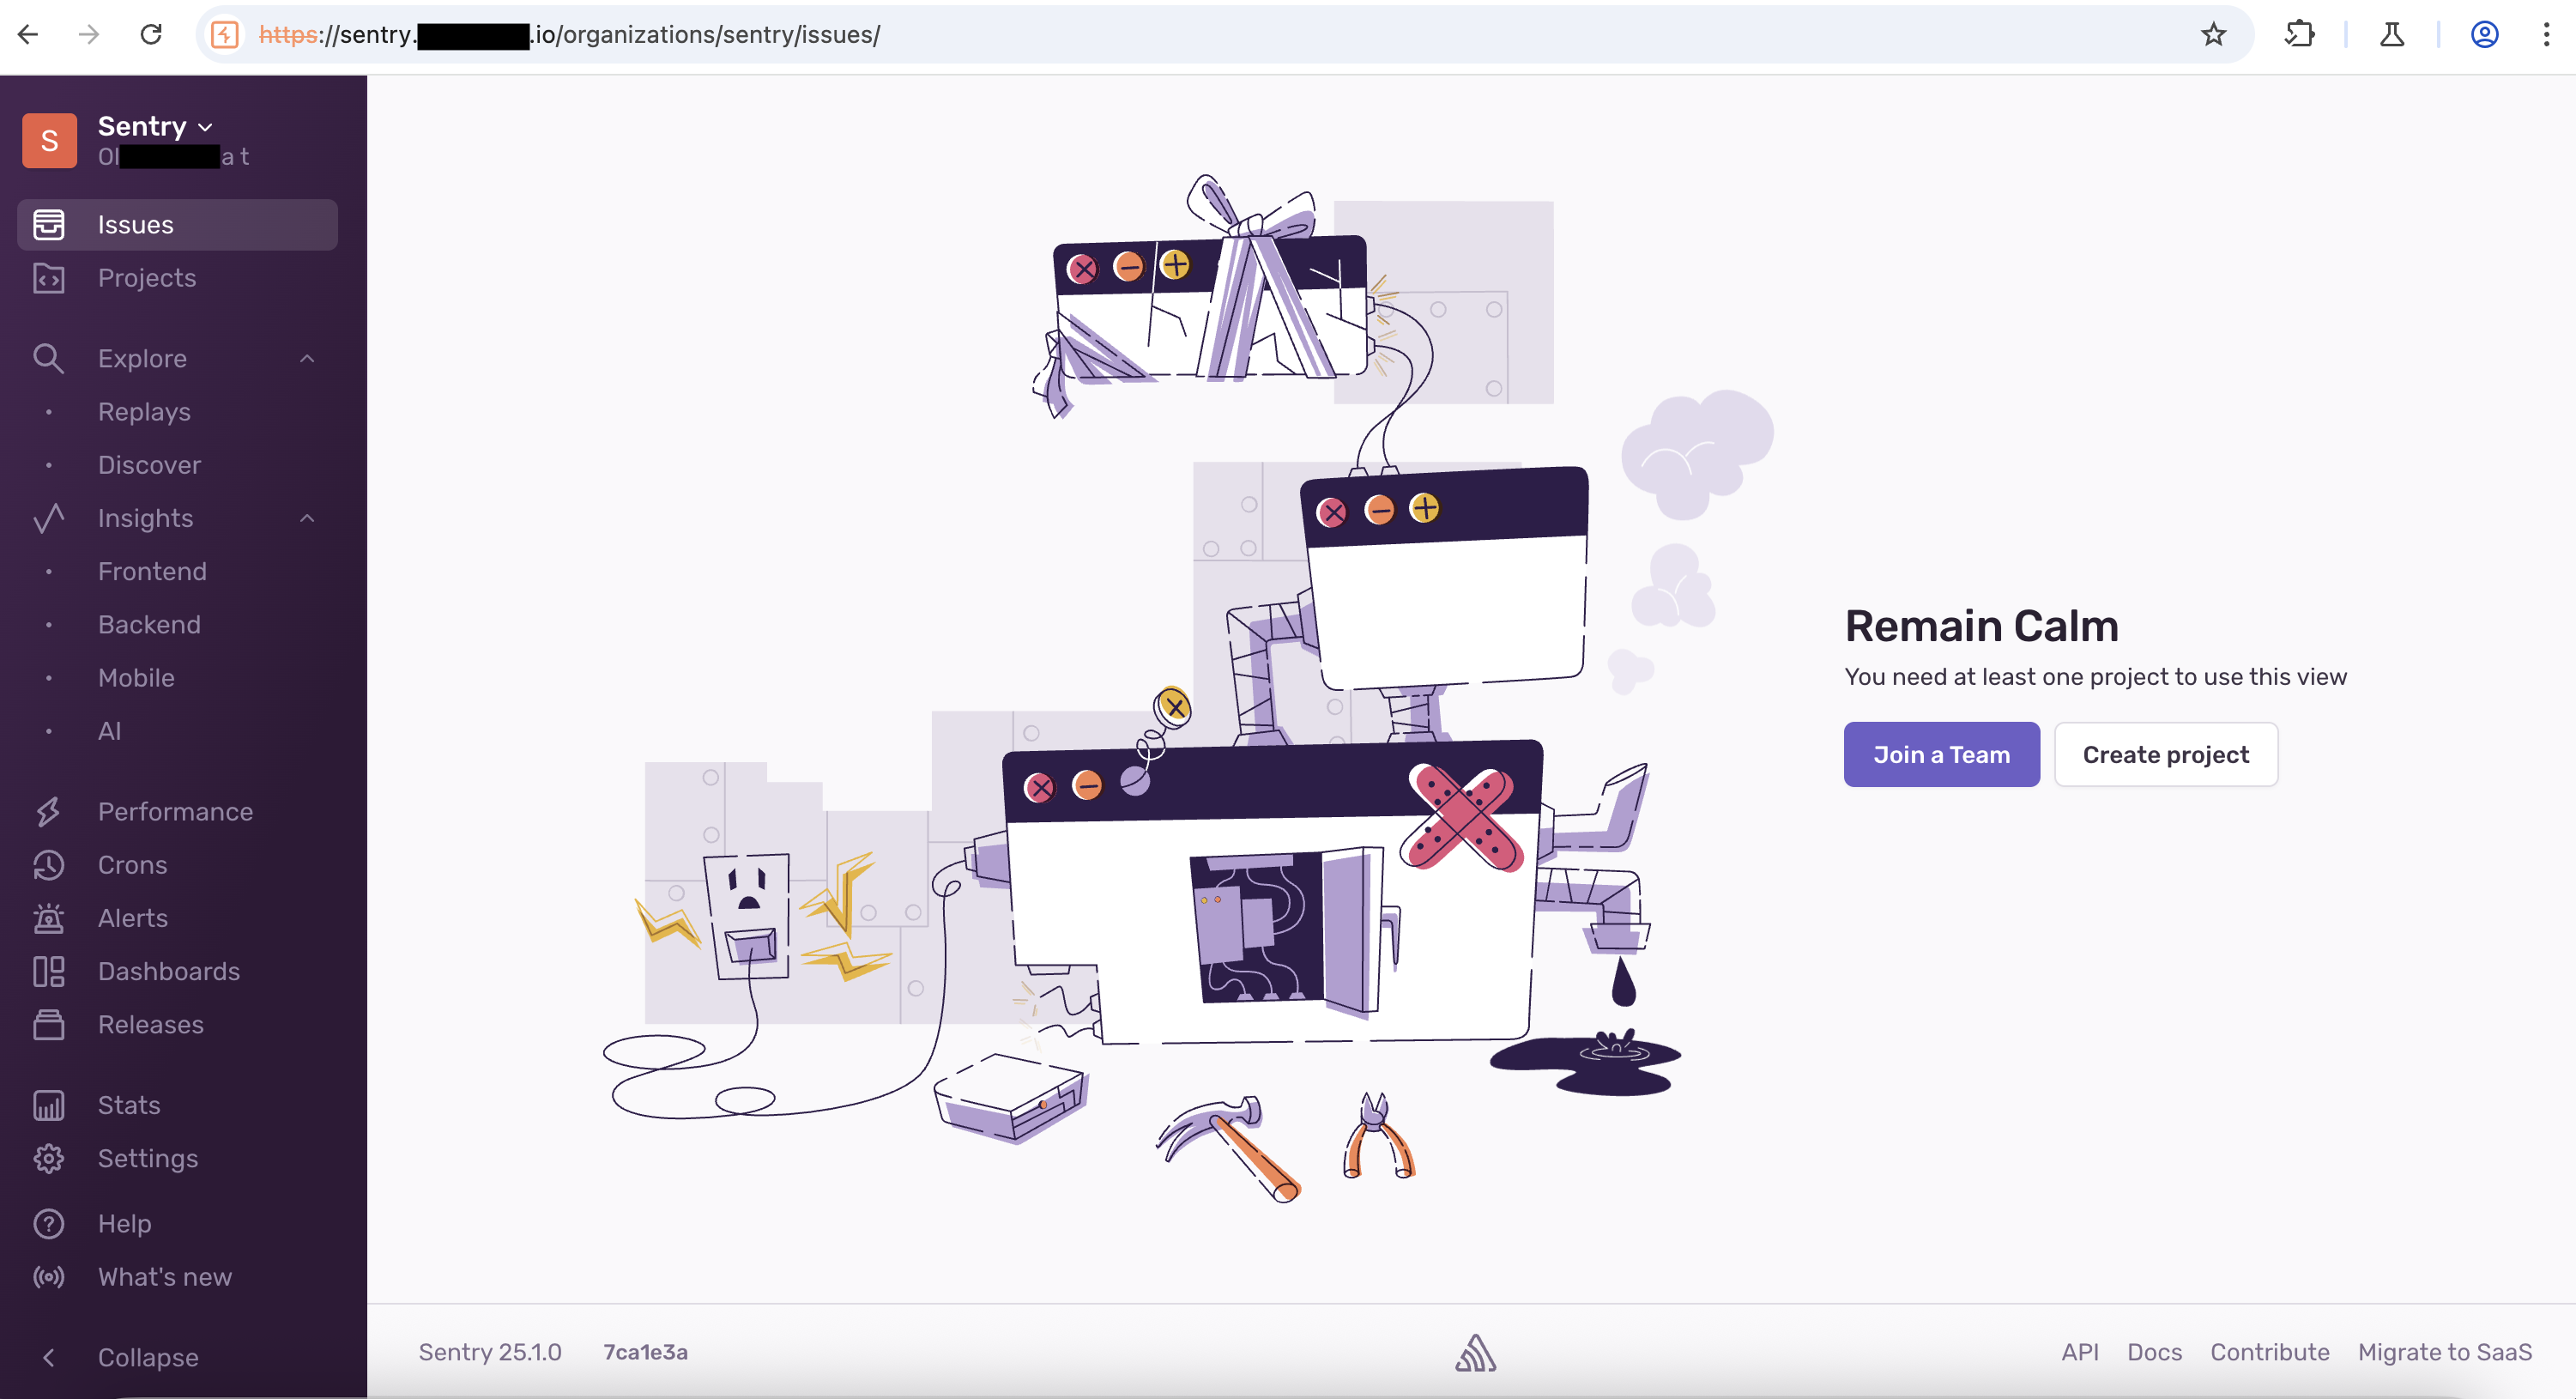 https://sentry. .io/organizations/sentry/issues/
S
Sentry
Ol a t
Issues
Projects
Explore
Replays
Discover
Insights
Frontend
Backend
Mobile
AI
Performance
Crons
Alerts
Dashboards
Releases
Stats
Settings
Help
What's new
Collapse
Remain Calm
You need at least one project to use this view
Join a Team
Create project
Sentry 25.1.0
7ca1e3a
API
Docs
Contribute
Migrate to SaaS